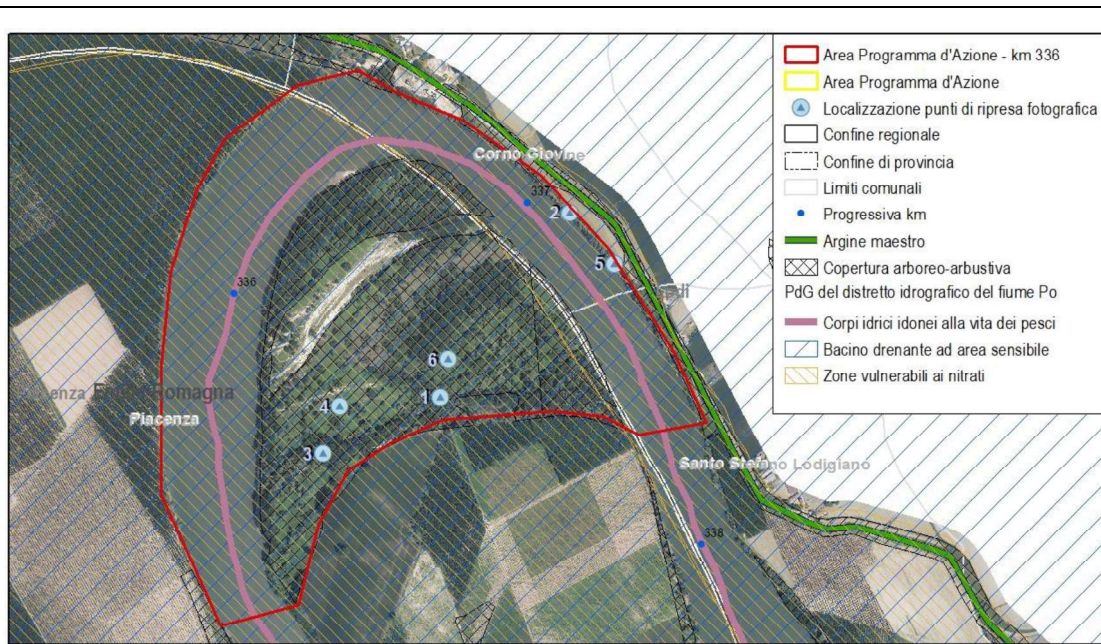 Area Programma d'Azione - km 336
Area Programma d'Azione
Localizzazione punti di ripresa fotografica
Confine regionale
Confine di provincia
Limiti comunali
Progressiva km
Argine maestro
Copertura arboreo-arbustiva
PdG del distretto idrografico del fiume Po
Corpi idrici idonei alla vita dei pesci
Bacino drenante ad area sensibile
Zone vulnerabili ai nitrati
Corno Giovine
337
2
5
336
6
1
4
3
Piacenza
Santo Stefano Lodigiano
338